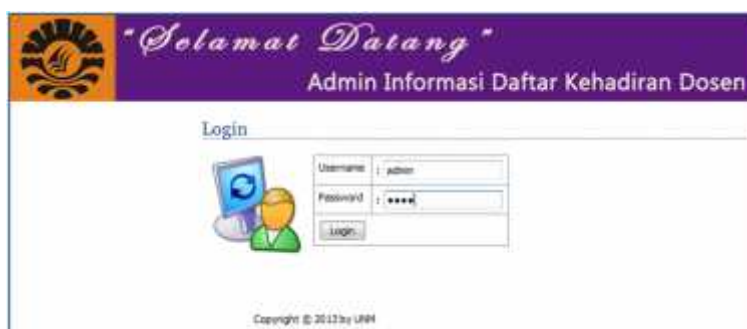 "Selamat Datang"
Admin Informasi Daftar Kehadiran Dosen
Login
Username : admin
Password : ••••
Login
Copyright © 2013 by UNM